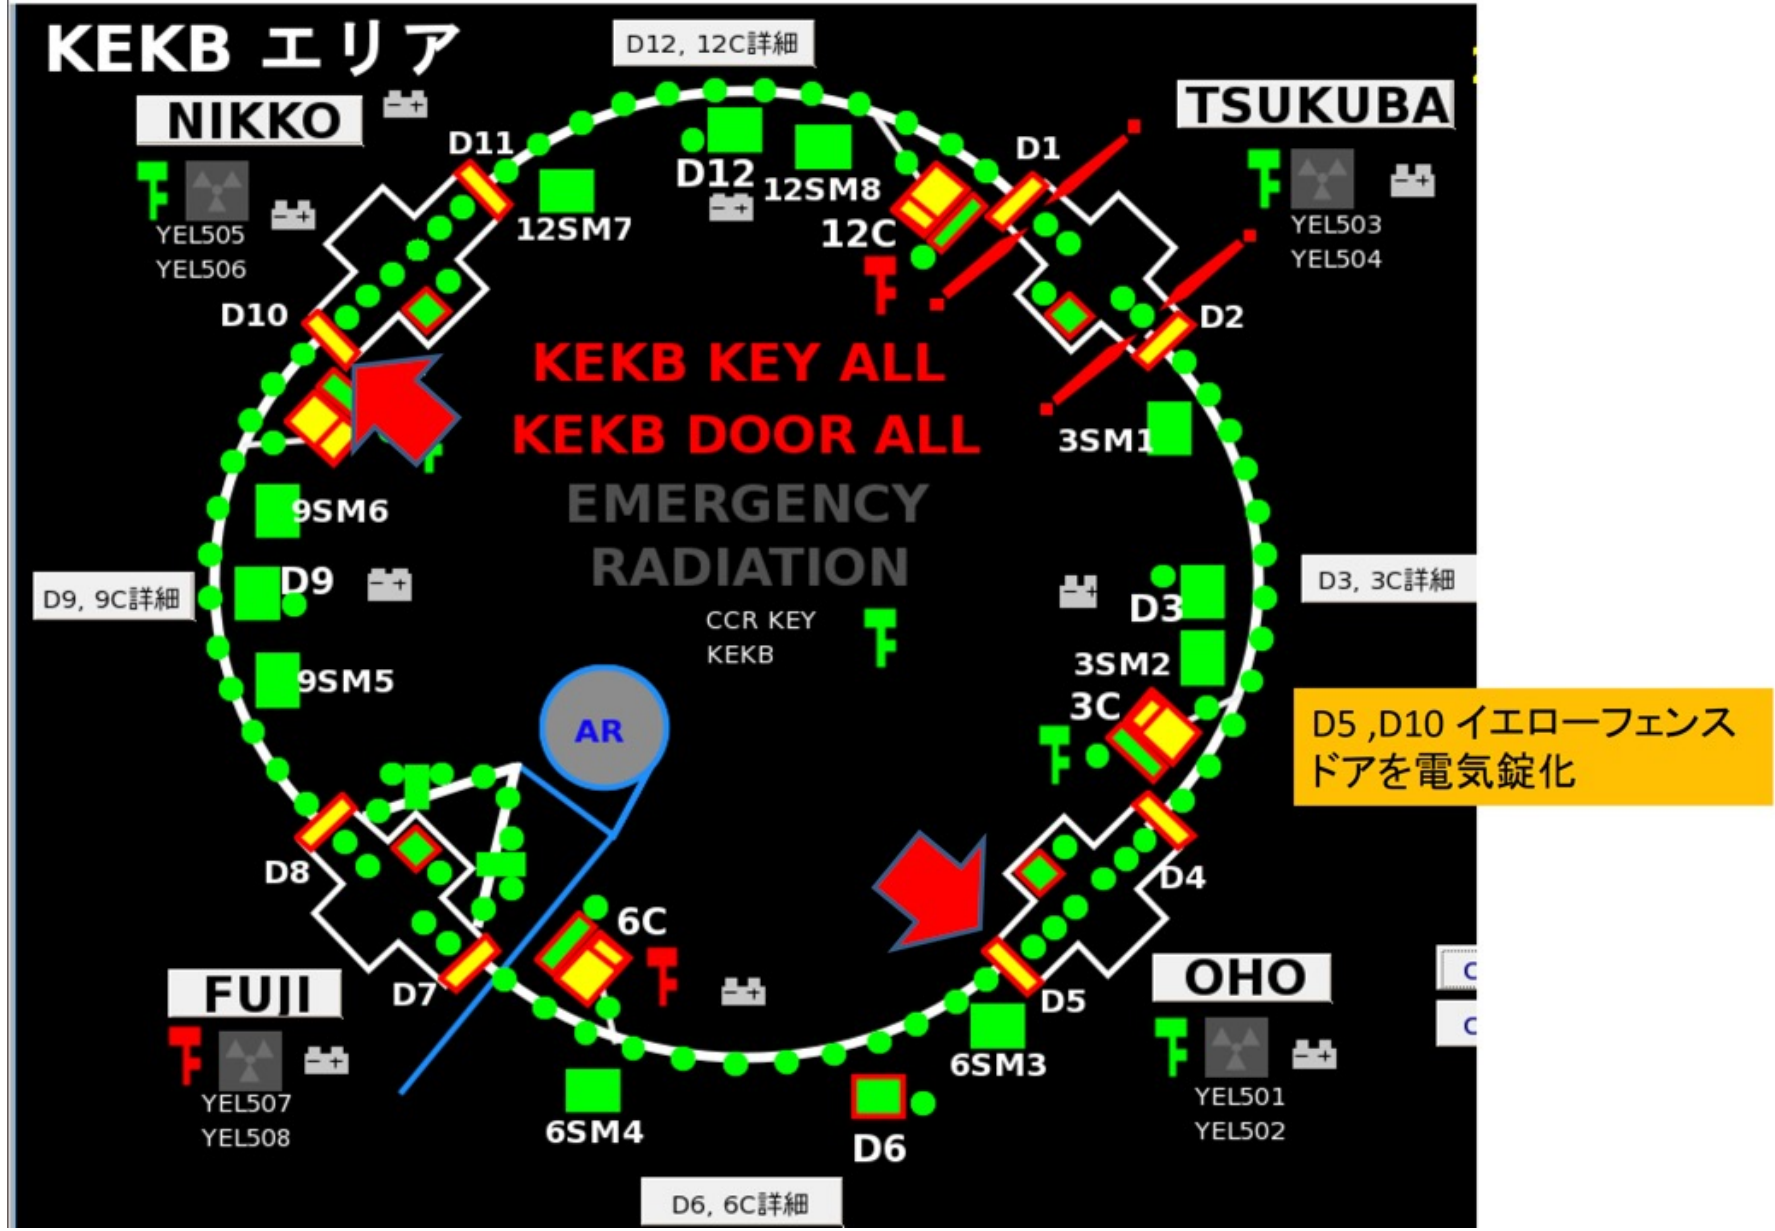 KEKB エリア
D12, 12C詳細
NIKKO
TSUKUBA
D11
D1
D12
12SM8
12SM7
12C
YEL505
YEL506
YEL503
YEL504
D10
D2
KEKB KEY ALL
KEKB DOOR ALL
3SM1
EMERGENCY
RADIATION
9SM6
D9
D9, 9C詳細
D3, 3C詳細
D3
CCR KEY
KEKB
3SM2
9SM5
3C
AR
D5 ,D10 イエローフェンス
ドアを電気錠化
D8
D4
6C
FUJI
D7
OHO
D5
6SM3
YEL507
YEL508
6SM4
D6
YEL501
YEL502
D6, 6C詳細